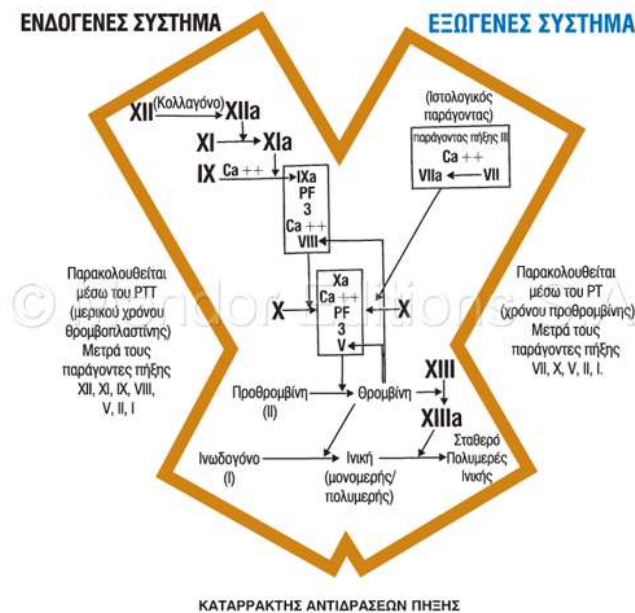 ΕΝΔΟΓΕΝΕΣ ΣΥΣΤΗΜΑ
ΕΞΩΓΕΝΕΣ ΣΥΣΤΗΜΑ
XII (Κολλαγόνο) XIIa
XI XIa
IX Ca ++
IXa
PF
3
Ca ++
VIII
(Ιστολογικός
παράγοντας)
παράγοντας πήξης III
Ca ++
VIIa VII
Παρακολουθείται
μέσω του PTT
(μερικού χρόνου
θρομβοπλαστίνης)
Μετρά τους
παράγοντες πήξης
XII, XI, IX, VIII,
V, II, I
X
Xa
Ca ++
PF
3
V
X
Παρακολουθείται
μέσω του PT
(χρόνου προθρομβίνης)
Μετρά τους
παράγοντες πήξης
VII, X, V, II, I.
Προθρομβίνη
(II)
Θρομβίνη
XIII
XIIIa
Ινωδογόνο
(I)
Ινική
(μονομερής/
πολυμερής)
Σταθερό
Πολυμερές
Ινικής
ΚΑΤΑΡΡΑΚΤΗΣ ΑΝΤΙΔΡΑΣΕΩΝ ΠΗΞΗΣ